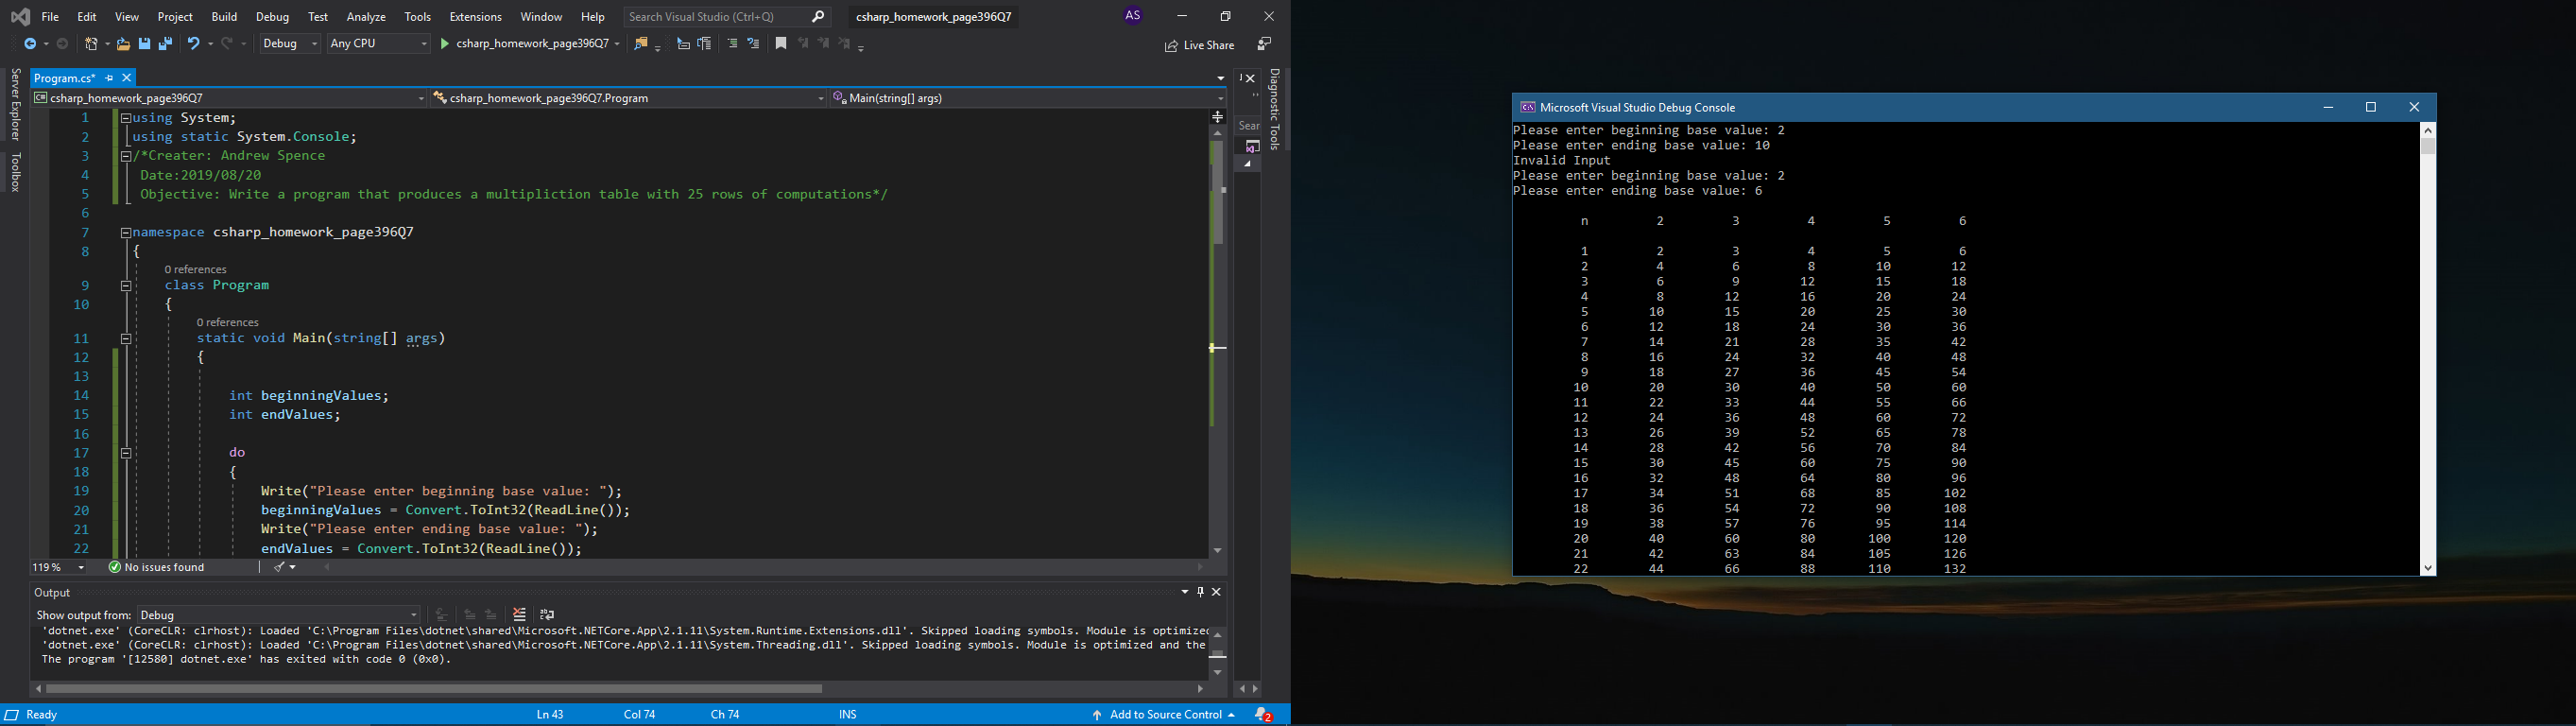 File Edit View Project Build Debug Test Analyze Tools Extensions Window Help Search Visual Studio (Ctrl+Q) csharp_homework_page396Q7 AS
Debug Any CPU csharp_homework_page396Q7 Live Share
Server Explorer
Toolbox
Program.cs*
csharp_homework_page396Q7 csharp_homework_page396Q7.Program Main(string[] args)
1 using System;
2 using static System.Console;
3 /*Creater: Andrew Spence
4 Date:2019/08/20
5 Objective: Write a program that produces a multipliction table with 25 rows of computations*/
6
7 namespace csharp_homework_page396Q7
8 {
0 references
9 class Program
10 {
0 references
11 static void Main(string[] args)
12 {
13
14 int beginningValues;
15 int endValues;
16
17 do
18 {
19 Write("Please enter beginning base value: ");
20 beginningValues = Convert.ToInt32(ReadLine());
21 Write("Please enter ending base value: ");
22 endValues = Convert.ToInt32(ReadLine());
119 % No issues found
Sear
Diagnostic Tools
Output
Show output from: Debug
'dotnet.exe' (CoreCLR: clrhost): Loaded 'C:\Program Files\dotnet\shared\Microsoft.NETCore.App\2.1.11\System.Runtime.Extensions.dll'. Skipped loading symbols. Module is optimized
'dotnet.exe' (CoreCLR: clrhost): Loaded 'C:\Program Files\dotnet\shared\Microsoft.NETCore.App\2.1.11\System.Threading.dll'. Skipped loading symbols. Module is optimized and the
The program '[12580] dotnet.exe' has exited with code 0 (0x0).
Ready Ln 43 Col 74 Ch 74 INS Add to Source Control 2
Microsoft Visual Studio Debug Console
Please enter beginning base value: 2
Please enter ending base value: 10
Invalid Input
Please enter beginning base value: 2
Please enter ending base value: 6
n 2 3 4 5 6
1 2 3 4 5 6
2 4 6 8 10 12
3 6 9 12 15 18
4 8 12 16 20 24
5 10 15 20 25 30
6 12 18 24 30 36
7 14 21 28 35 42
8 16 24 32 40 48
9 18 27 36 45 54
10 20 30 40 50 60
11 22 33 44 55 66
12 24 36 48 60 72
13 26 39 52 65 78
14 28 42 56 70 84
15 30 45 60 75 90
16 32 48 64 80 96
17 34 51 68 85 102
18 36 54 72 90 108
19 38 57 76 95 114
20 40 60 80 100 120
21 42 63 84 105 126
22 44 66 88 110 132